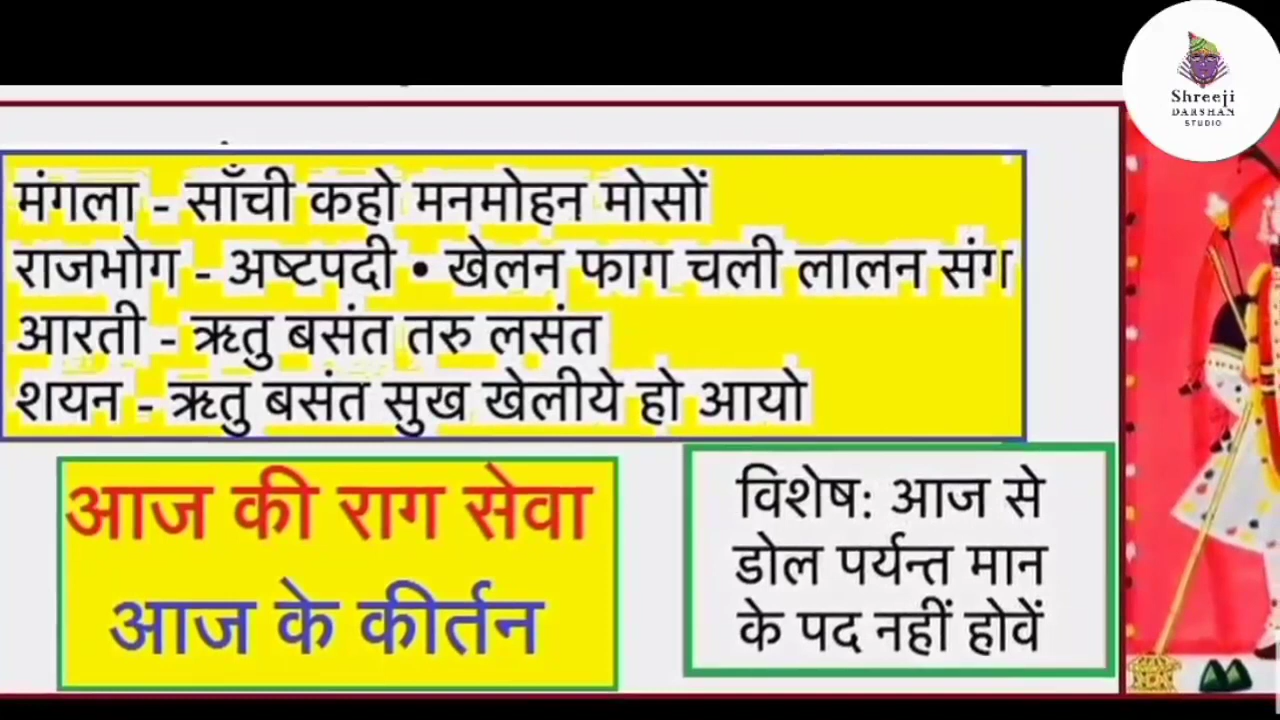 Shreeji
DARSHAN
STUDIO
मंगला - साँची कहो मनमोहन मोसों
राजभोग - अष्टपदी • खेलन फाग चली लालन संग
आरती - ऋतु बसंत तरु लसंत
शयन - ऋतु बसंत सुख खेलीये हो आयो
आज की राग सेवा
आज के कीर्तन
विशेष: आज से
डोल पर्यन्त मान
के पद नहीं होवें